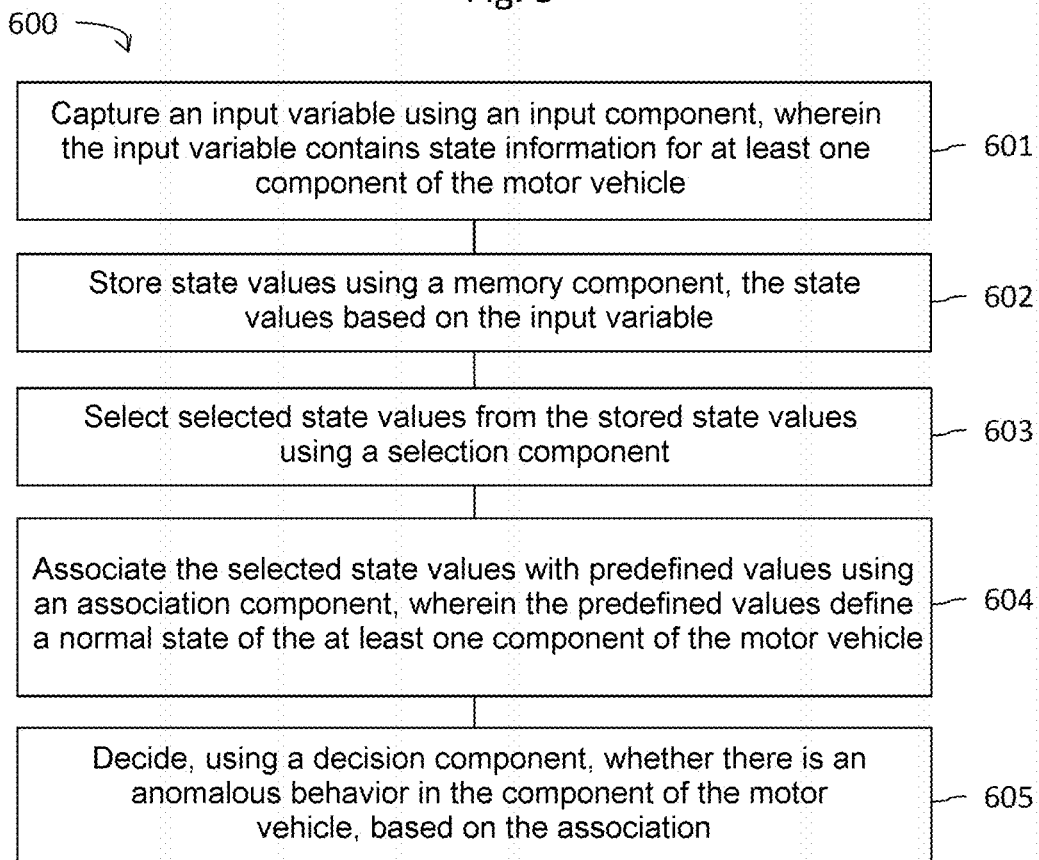 600
Capture an input variable using an input component, wherein
the input variable contains state information for at least one
component of the motor vehicle
601
Store state values using a memory component, the state
values based on the input variable
602
Select selected state values from the stored state values
using a selection component
603
Associate the selected state values with predefined values using
an association component, wherein the predefined values define
a normal state of the at least one component of the motor vehicle
604
Decide, using a decision component, whether there is an
anomalous behavior in the component of the motor
vehicle, based on the association
605